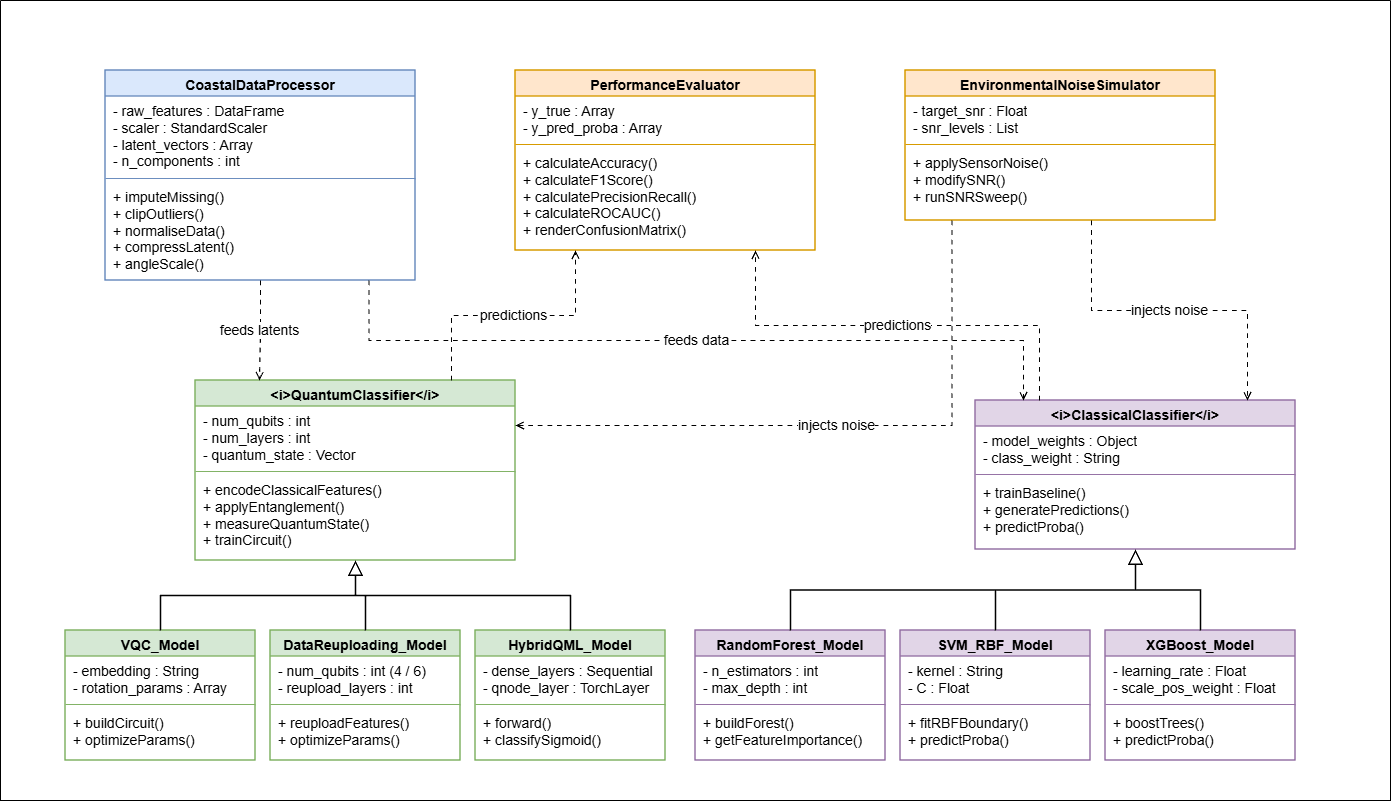 CoastalDataProcessor
- raw_features : DataFrame
- scaler : StandardScaler
- latent_vectors : Array
- n_components : int
+ imputeMissing()
+ clipOutliers()
+ normaliseData()
+ compressLatent()
+ angleScale()
PerformanceEvaluator
- y_true : Array
- y_pred_proba : Array
+ calculateAccuracy()
+ calculateF1Score()
+ calculatePrecisionRecall()
+ calculateROCAUC()
+ renderConfusionMatrix()
EnvironmentalNoiseSimulator
- target_snr : Float
- snr_levels : List
+ applySensorNoise()
+ modifySNR()
+ runSNRSweep()
feeds latents
predictions
feeds data
predictions
injects noise
injects noise
<i>QuantumClassifier</i>
- num_qubits : int
- num_layers : int
- quantum_state : Vector
+ encodeClassicalFeatures()
+ applyEntanglement()
+ measureQuantumState()
+ trainCircuit()
<i>ClassicalClassifier</i>
- model_weights : Object
- class_weight : String
+ trainBaseline()
+ generatePredictions()
+ predictProba()
VQC_Model
- embedding : String
- rotation_params : Array
+ buildCircuit()
+ optimizeParams()
DataReuploading_Model
- num_qubits : int (4 / 6)
- reupload_layers : int
+ reuploadFeatures()
+ optimizeParams()
HybridQML_Model
- dense_layers : Sequential
- qnode_layer : TorchLayer
+ forward()
+ classifySigmoid()
RandomForest_Model
- n_estimators : int
- max_depth : int
+ buildForest()
+ getFeatureImportance()
SVM_RBF_Model
- kernel : String
- C : Float
+ fitRBFBoundary()
+ predictProba()
XGBoost_Model
- learning_rate : Float
- scale_pos_weight : Float
+ boostTrees()
+ predictProba()